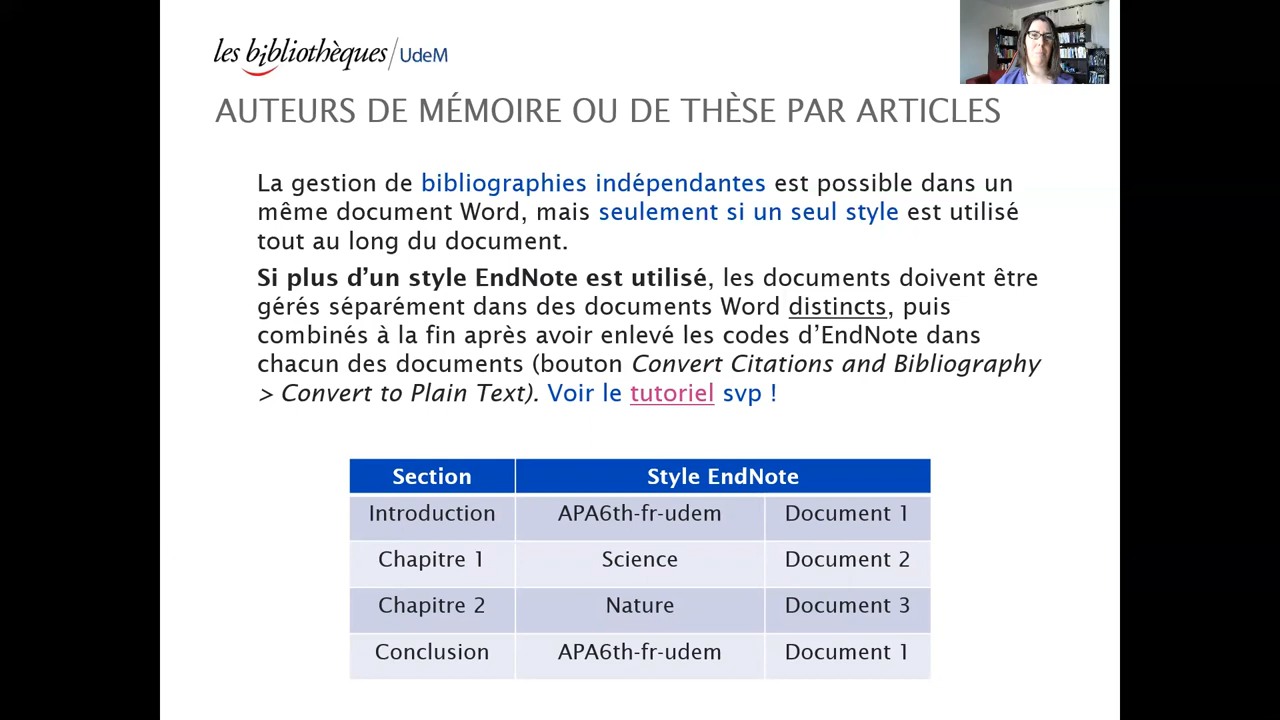 les bibliothèques/UdeM
AUTEURS DE MÉMOIRE OU DE THÈSE PAR ARTICLES
La gestion de bibliographies indépendantes est possible dans un
même document Word, mais seulement si un seul style est utilisé
tout au long du document.
Si plus d’un style EndNote est utilisé, les documents doivent être
gérés séparément dans des documents Word distincts, puis
combinés à la fin après avoir enlevé les codes d’EndNote dans
chacun des documents (bouton Convert Citations and Bibliography
> Convert to Plain Text). Voir le tutoriel svp !
Section Style EndNote
Introduction APA6th-fr-udem Document 1
Chapitre 1 Science Document 2
Chapitre 2 Nature Document 3
Conclusion APA6th-fr-udem Document 1